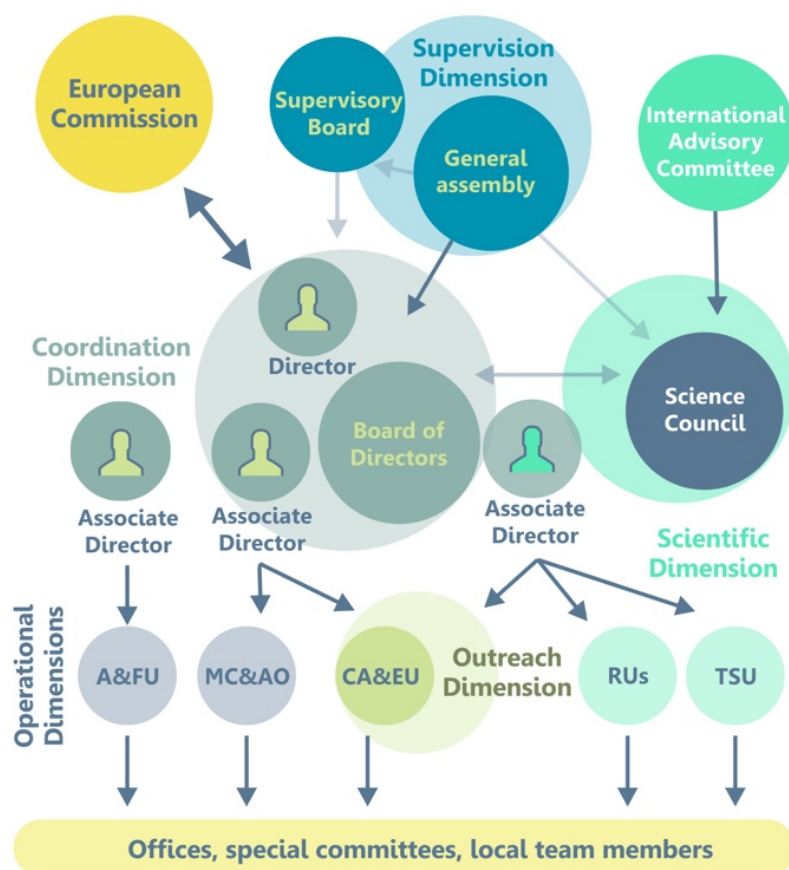 European
Commission
Supervision
Dimension
Supervisory
Board
General
assembly
International
Advisory
Committee
Director
Coordination
Dimension
Board of
Directors
Science
Council
Associate
Director
Associate
Director
Associate
Director
Scientific
Dimension
Operational
Dimensions
A&FU
MC&AO
CA&EU
Outreach
Dimension
RUs
TSU
Offices, special committees, local team members